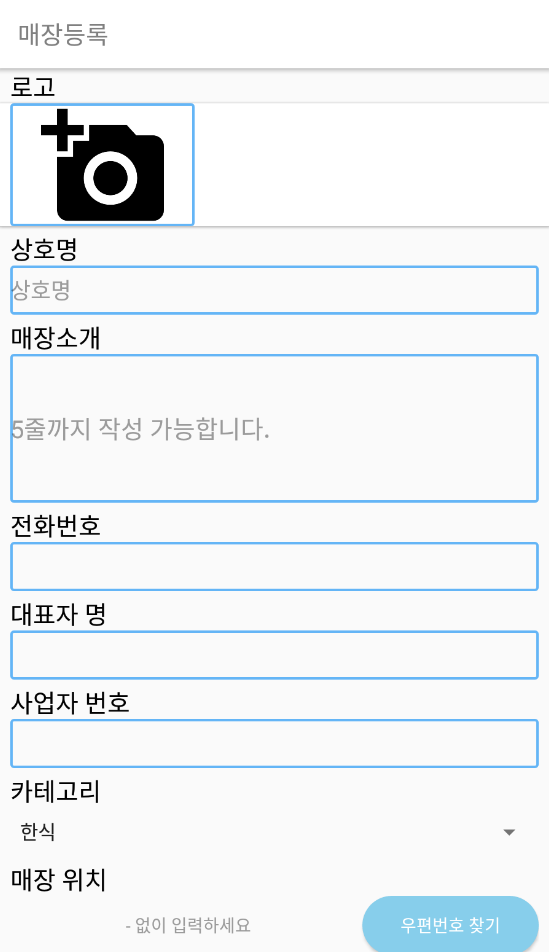 매장등록
로고
상호명
상호명
매장소개
5줄까지 작성 가능합니다.
전화번호
대표자 명
사업자 번호
카테고리
한식
매장 위치
- 없이 입력하세요
우편번호 찾기